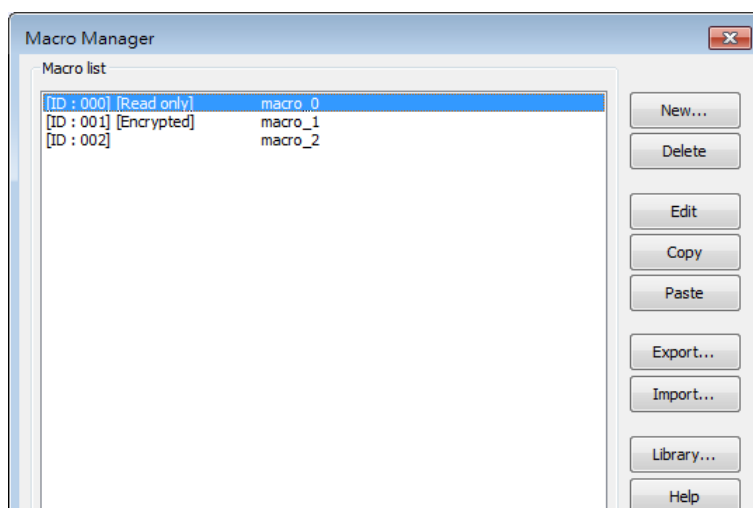 Macro Manager
Macro list
[ID : 000] [Read only] macro_0
[ID : 001] [Encrypted] macro_1
[ID : 002] macro_2
New...
Delete
Edit
Copy
Paste
Export...
Import...
Library...
Help